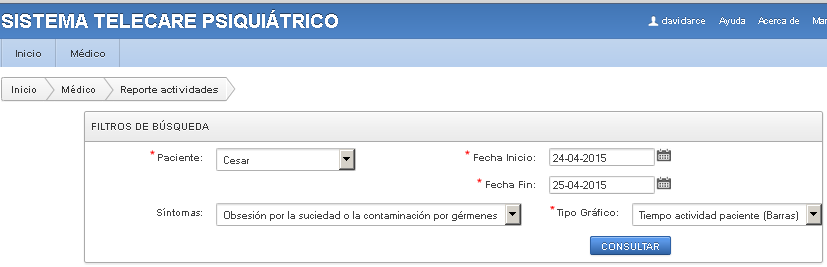 SISTEMA TELECARE PSIQUIÁTRICO
davidarce Ayuda Acerca de Mar
Inicio Médico
Inicio Médico Reporte actividades
FILTROS DE BÚSQUEDA
* Paciente: Cesar * Fecha Inicio: 24-04-2015
* Fecha Fin: 25-04-2015
Síntomas: Obsesión por la suciedad o la contaminación por gérmenes * Tipo Gráfico: Tiempo actividad paciente (Barras)
CONSULTAR